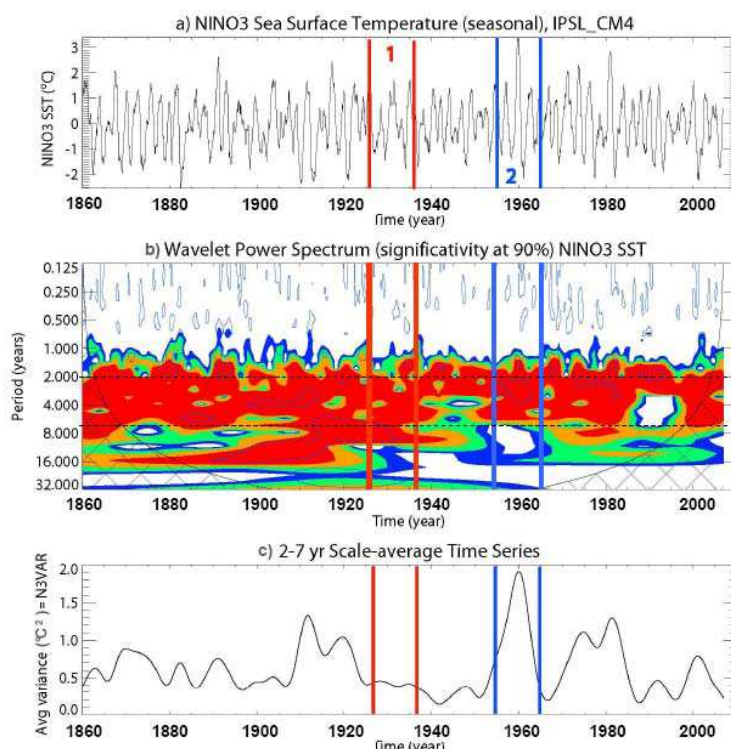 a) NINO3 Sea Surface Temperature (seasonal), IPSL_CM4
NINO3 SST (°C)
3
2
1
0
-1
-2
1
2
1860 1880 1900 1920 1940 1960 1980 2000
Time (year)
b) Wavelet Power Spectrum (significativity at 90%) NINO3 SST
Period (years)
0.125
0.250
0.500
1.000
2.000
4.000
8.000
16.000
32.000
1860 1880 1900 1920 1940 1960 1980 2000
Time (year)
c) 2-7 yr Scale-average Time Series
Avg variance (°C²) = N3VAR
2.0
1.5
1.0
0.5
0.0
1860 1880 1900 1920 1940 1960 1980 2000
Time (year)